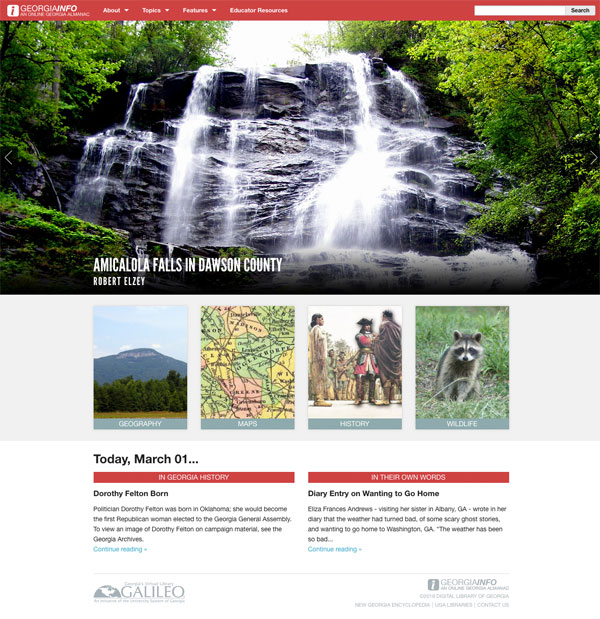 GEORGIAINFO
AN ONLINE GEORGIA ALMANAC
About Topics Features Educator Resources Search
AMICALOLA FALLS IN DAWSON COUNTY
ROBERT ELZEY
GEOGRAPHY MAPS HISTORY WILDLIFE
Today, March 01...
IN GEORGIA HISTORY
Dorothy Felton Born
Politician Dorothy Felton was born in Oklahoma; she would become
the first Republican woman elected to the Georgia General Assembly.
To view an image of Dorothy Felton on campaign material, see the
Georgia Archives.
Continue reading »
IN THEIR OWN WORDS
Diary Entry on Wanting to Go Home
Eliza Frances Andrews - visiting her sister in Albany, GA - wrote in her
diary that the weather had turned bad, of some scary ghost stories,
and wanting to go home to Washington, GA. "The weather has been
so bad...
Continue reading »
Georgia's Virtual Library
GALILEO
An Initiative of the University System of Georgia
GEORGIAINFO
AN ONLINE GEORGIA ALMANAC
©2016 DIGITAL LIBRARY OF GEORGIA
NEW GEORGIA ENCYCLOPEDIA | UGA LIBRARIES | CONTACT US